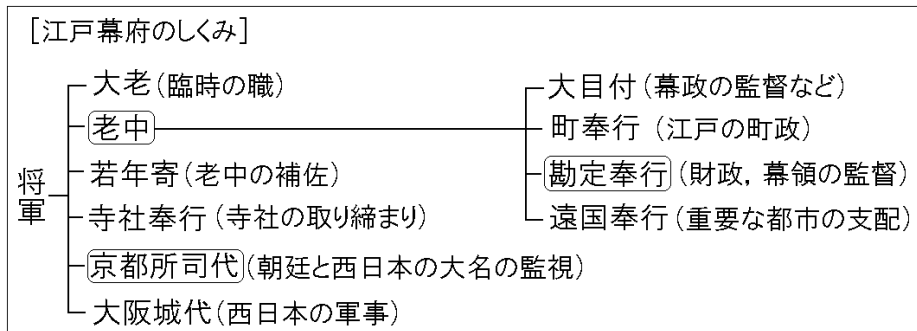 [江戸幕府のしくみ]
将軍
大老(臨時の職)
老中
若年寄(老中の補佐)
寺社奉行(寺社の取り締まり)
京都所司代(朝廷と西日本の大名の監視)
大阪城代(西日本の軍事)
大目付(幕政の監督など)
町奉行(江戸の町政)
勘定奉行(財政,幕領の監督)
遠国奉行(重要な都市の支配)